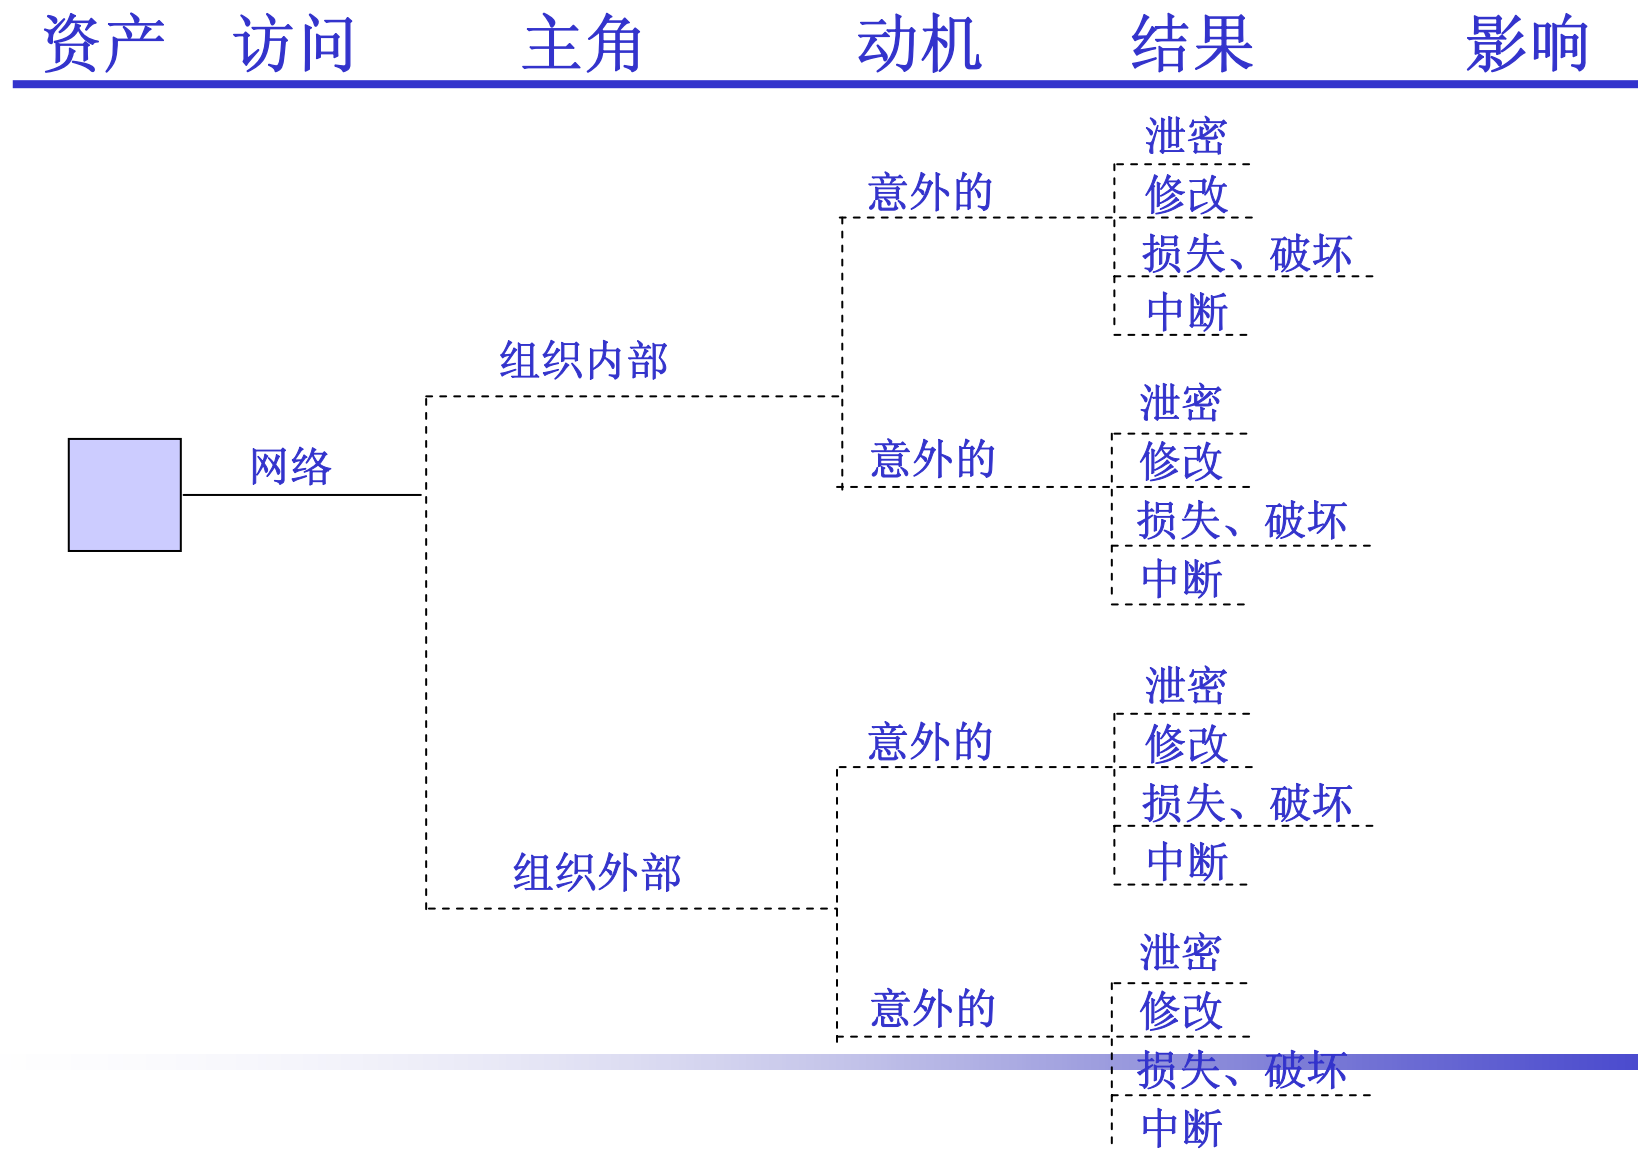 资产 访问 主角 动机 结果 影响
泄密
意外的
修改
损失、破坏
中断
组织内部
泄密
网络
意外的
修改
损失、破坏
中断
泄密
意外的
修改
损失、破坏
中断
组织外部
泄密
意外的
修改
损失、破坏
中断